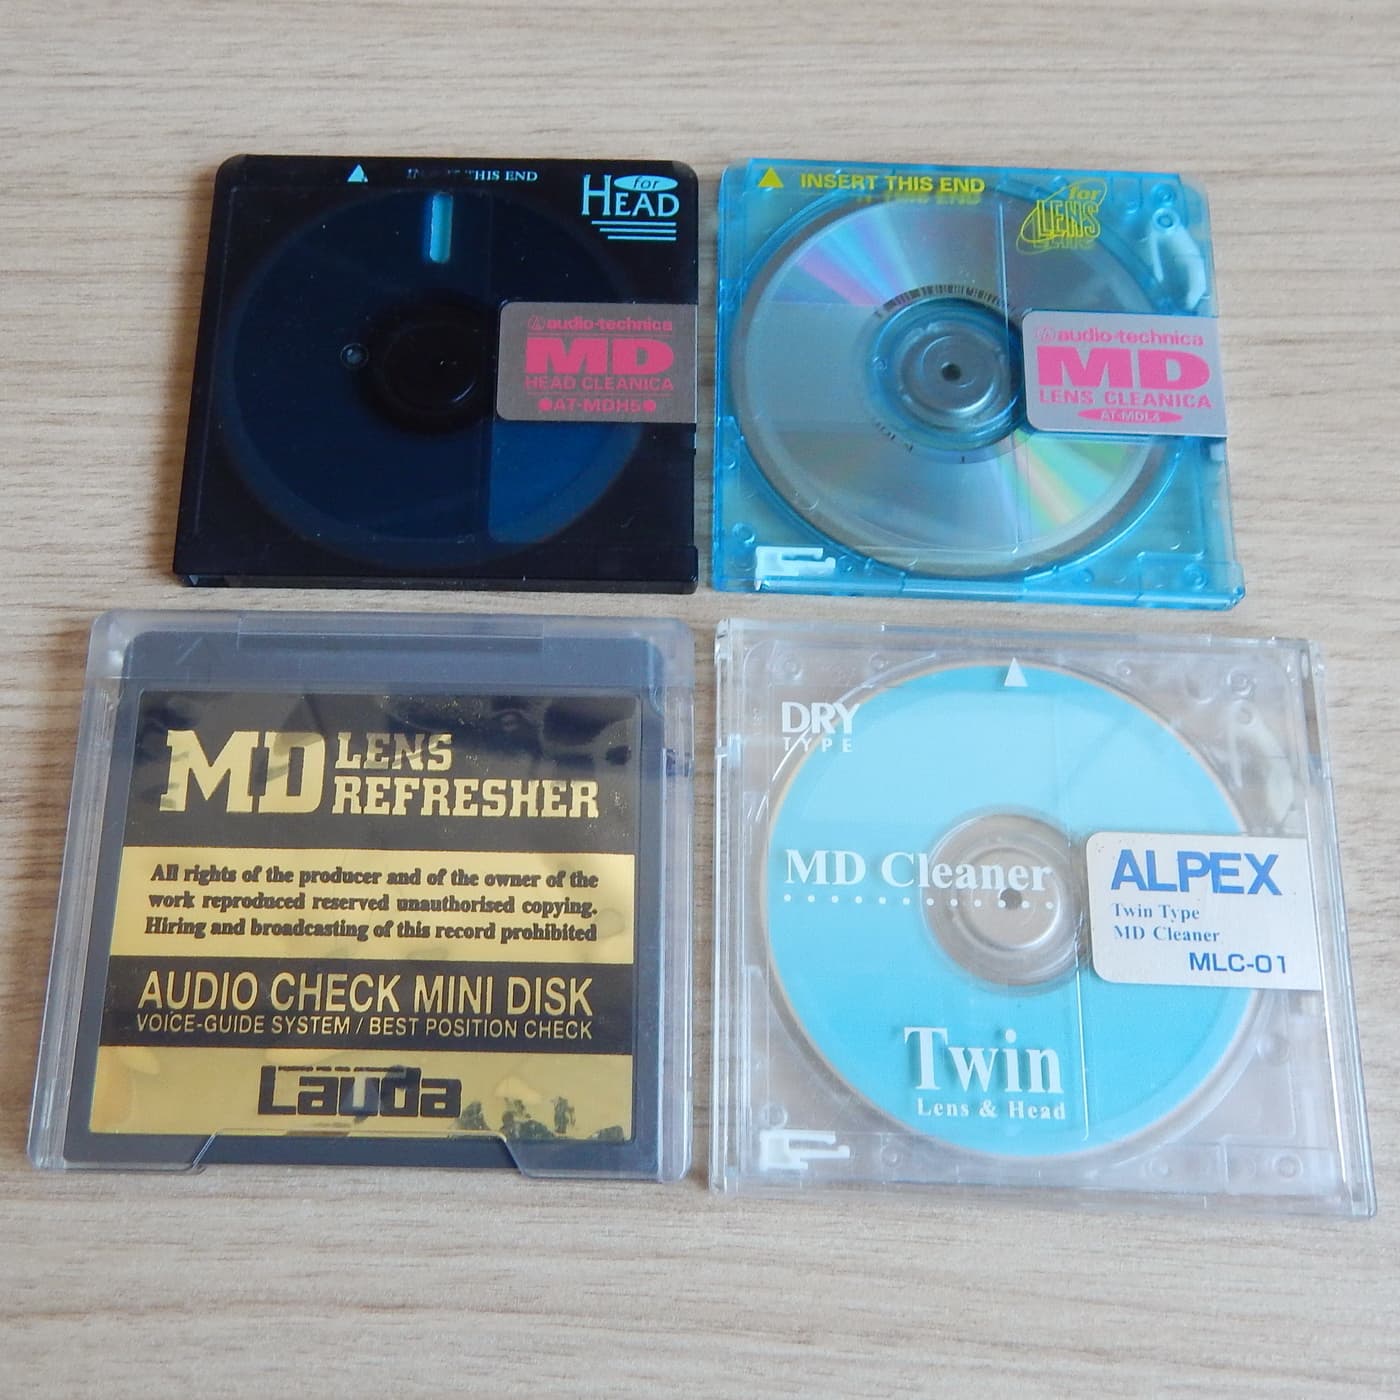 THIS END
for
HEAD
audio-technica
MD
HEAD CLEANICA
●AT-MDH5●
INSERT THIS END
for
LENS
audio-technica
MD
LENS CLEANICA
AT-MDL4
MD LENS
REFRESHER
All rights of the producer and of the owner of the
work reproduced reserved unauthorised copying.
Hiring and broadcasting of this record prohibited
AUDIO CHECK MINI DISK
VOICE-GUIDE SYSTEM / BEST POSITION CHECK
Lauda
DRY
TYPE
MD Cleaner
ALPEX
Twin Type
MD Cleaner
MLC-01
Twin
Lens & Head